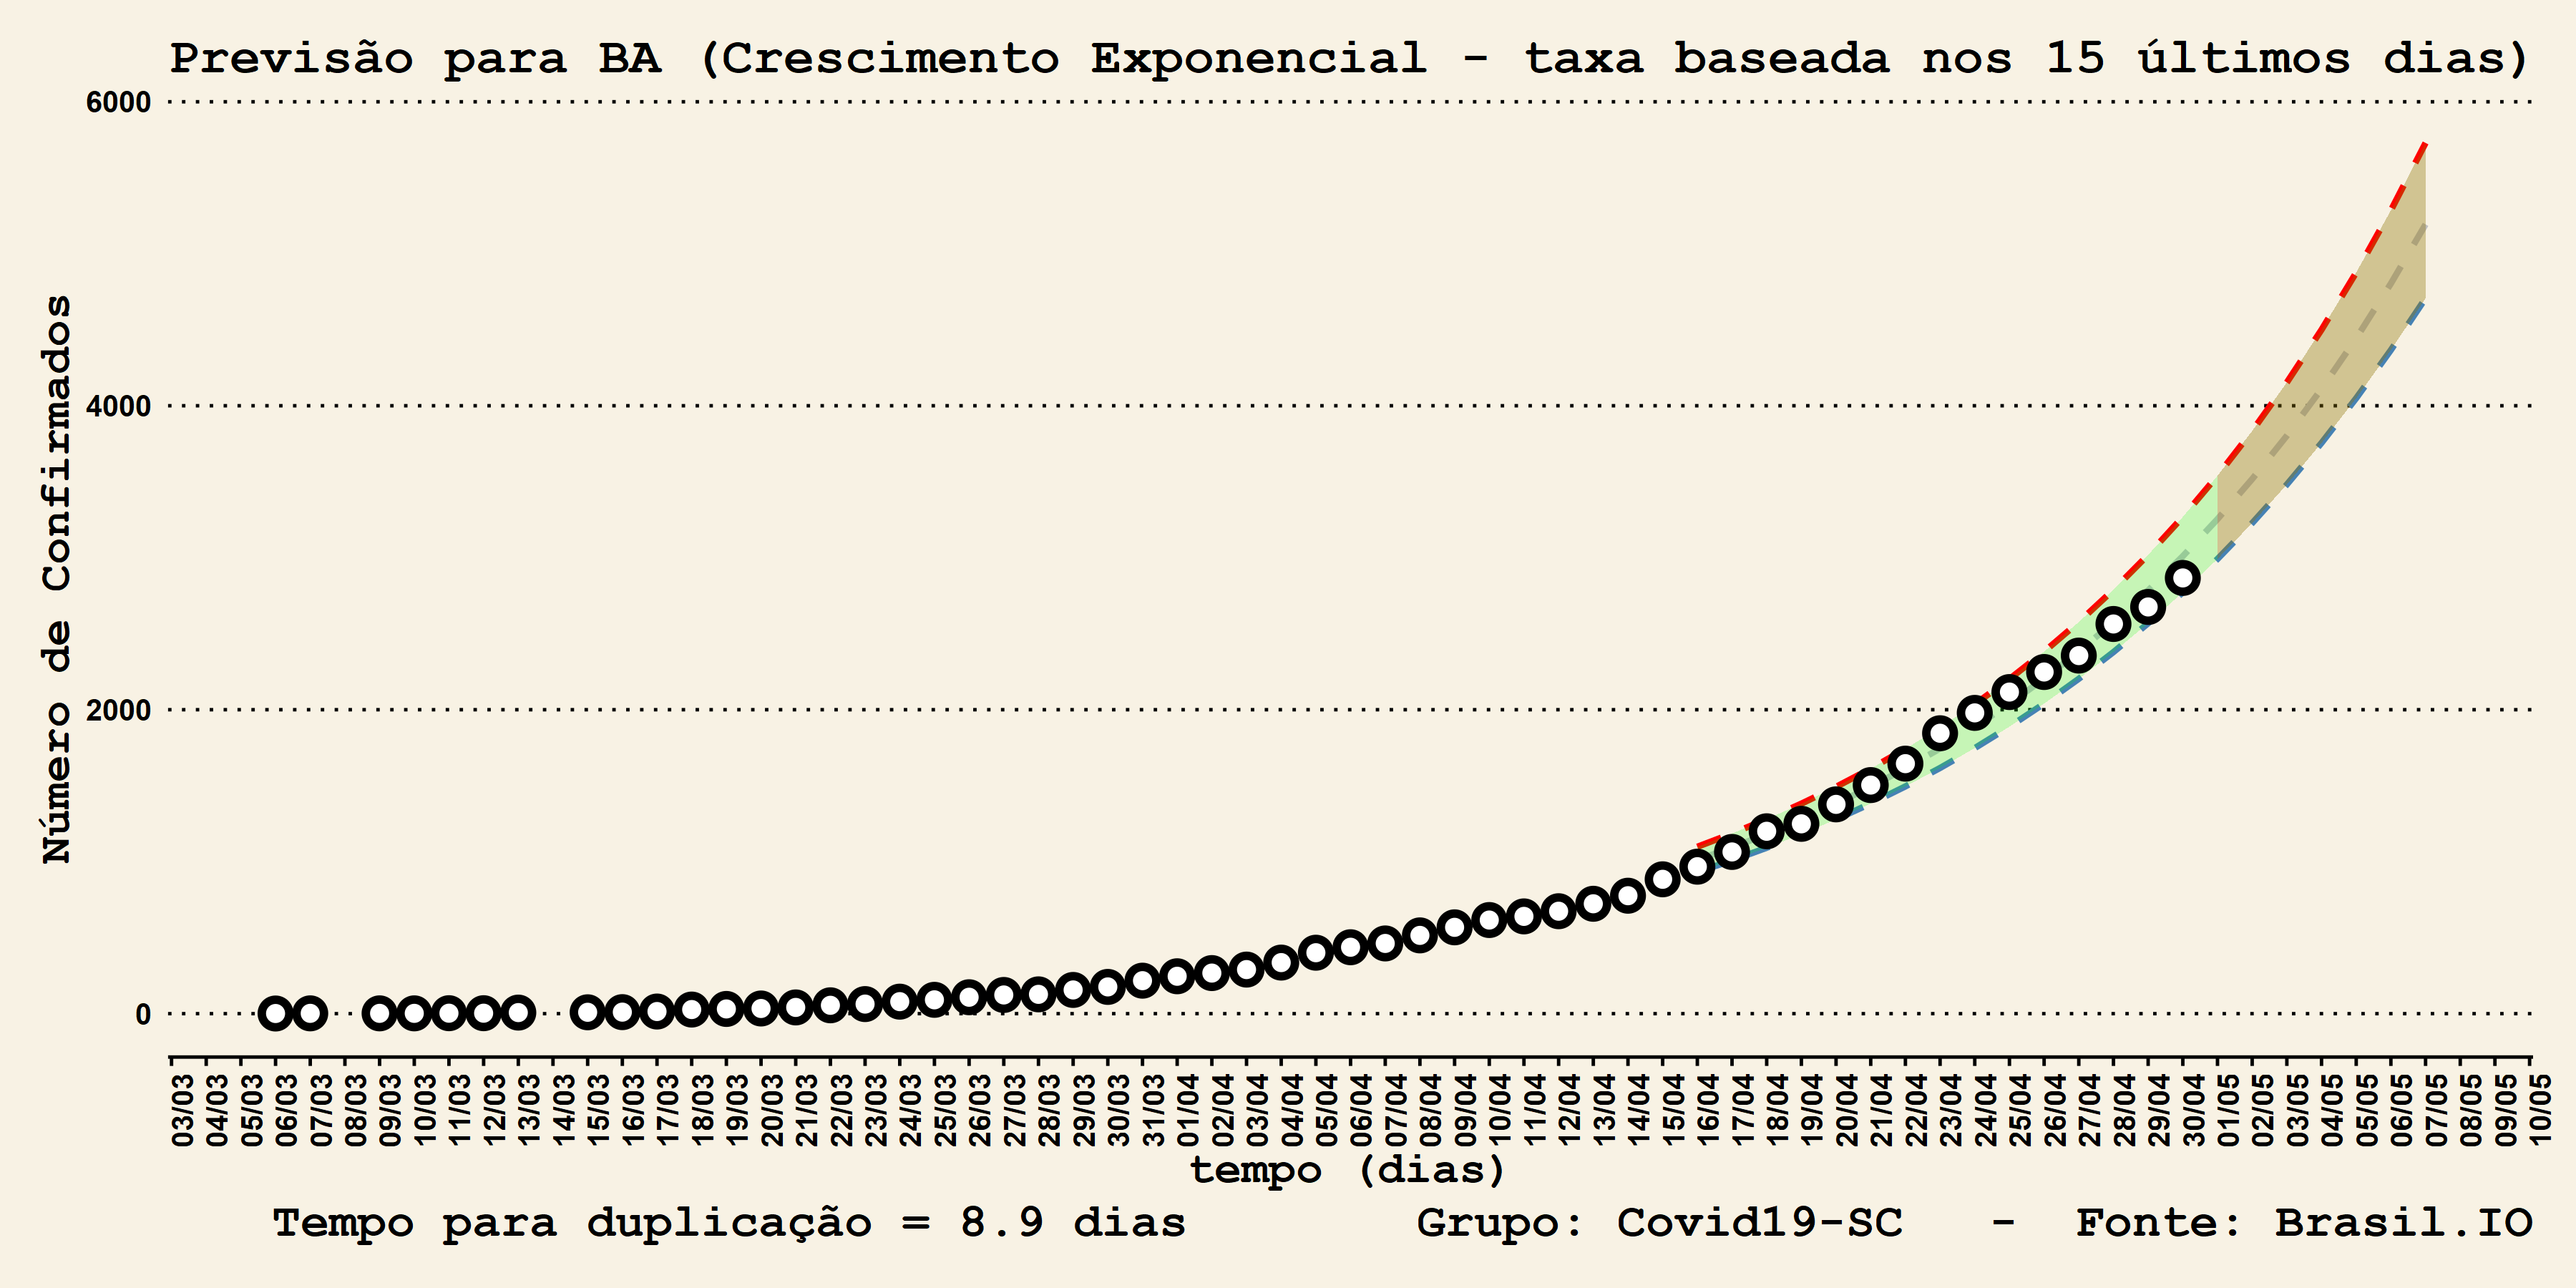 Previsão para BA (Crescimento Exponencial - taxa baseada nos 15 últimos dias)
Número de Confirmados
6000
4000
2000
0
03/03 04/03 05/03 06/03 07/03 08/03 09/03 10/03 11/03 12/03 13/03 14/03 15/03 16/03 17/03 18/03 19/03 20/03 21/03 22/03 23/03 24/03 25/03 26/03 27/03 28/03 29/03 30/03 31/03 01/04 02/04 03/04 04/04 05/04 06/04 07/04 08/04 09/04 10/04 11/04 12/04 13/04 14/04 15/04 16/04 17/04 18/04 19/04 20/04 21/04 22/04 23/04 24/04 25/04 26/04 27/04 28/04 29/04 30/04 01/05 02/05 03/05 04/05 05/05 06/05 07/05 08/05 09/05 10/05
tempo (dias)
Tempo para duplicação = 8.9 dias Grupo: Covid19-SC - Fonte: Brasil.IO